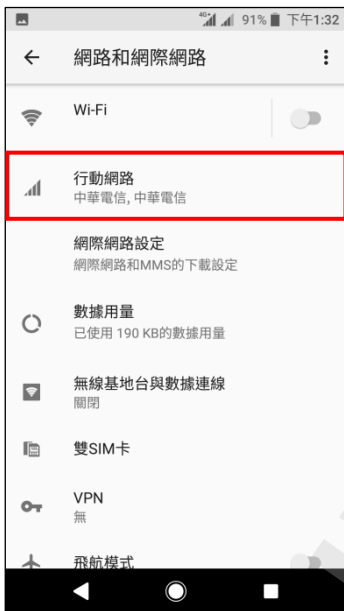 4G 91% 下午1:32
網路和網際網路
Wi-Fi
行動網路
中華電信, 中華電信
網際網路設定
網際網路和MMS的下載設定
數據用量
已使用 190 KB的數據用量
無線基地台與數據連線
關閉
雙SIM卡
VPN
無
飛航模式